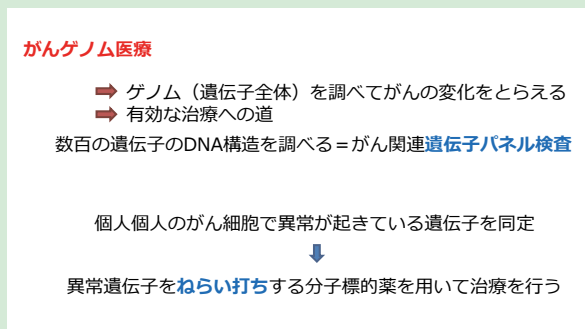 がんゲノム医療
ゲノム（遺伝子全体）を調べてがんの変化をとらえる
有効な治療への道
数百の遺伝子のDNA構造を調べる＝がん関連遺伝子パネル検査
個人個人のがん細胞で異常が起きている遺伝子を同定
異常遺伝子をねらい打ちする分子標的薬を用いて治療を行う